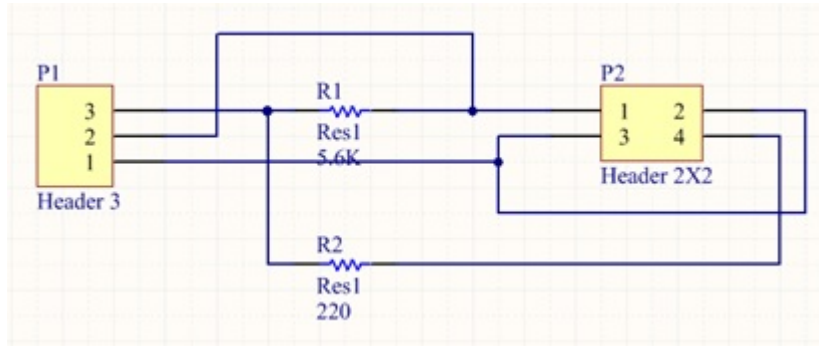 P1
3
2
1
Header 3
R1
Res1
5.6K
R2
Res1
220
P2
1 2
3 4
Header 2X2